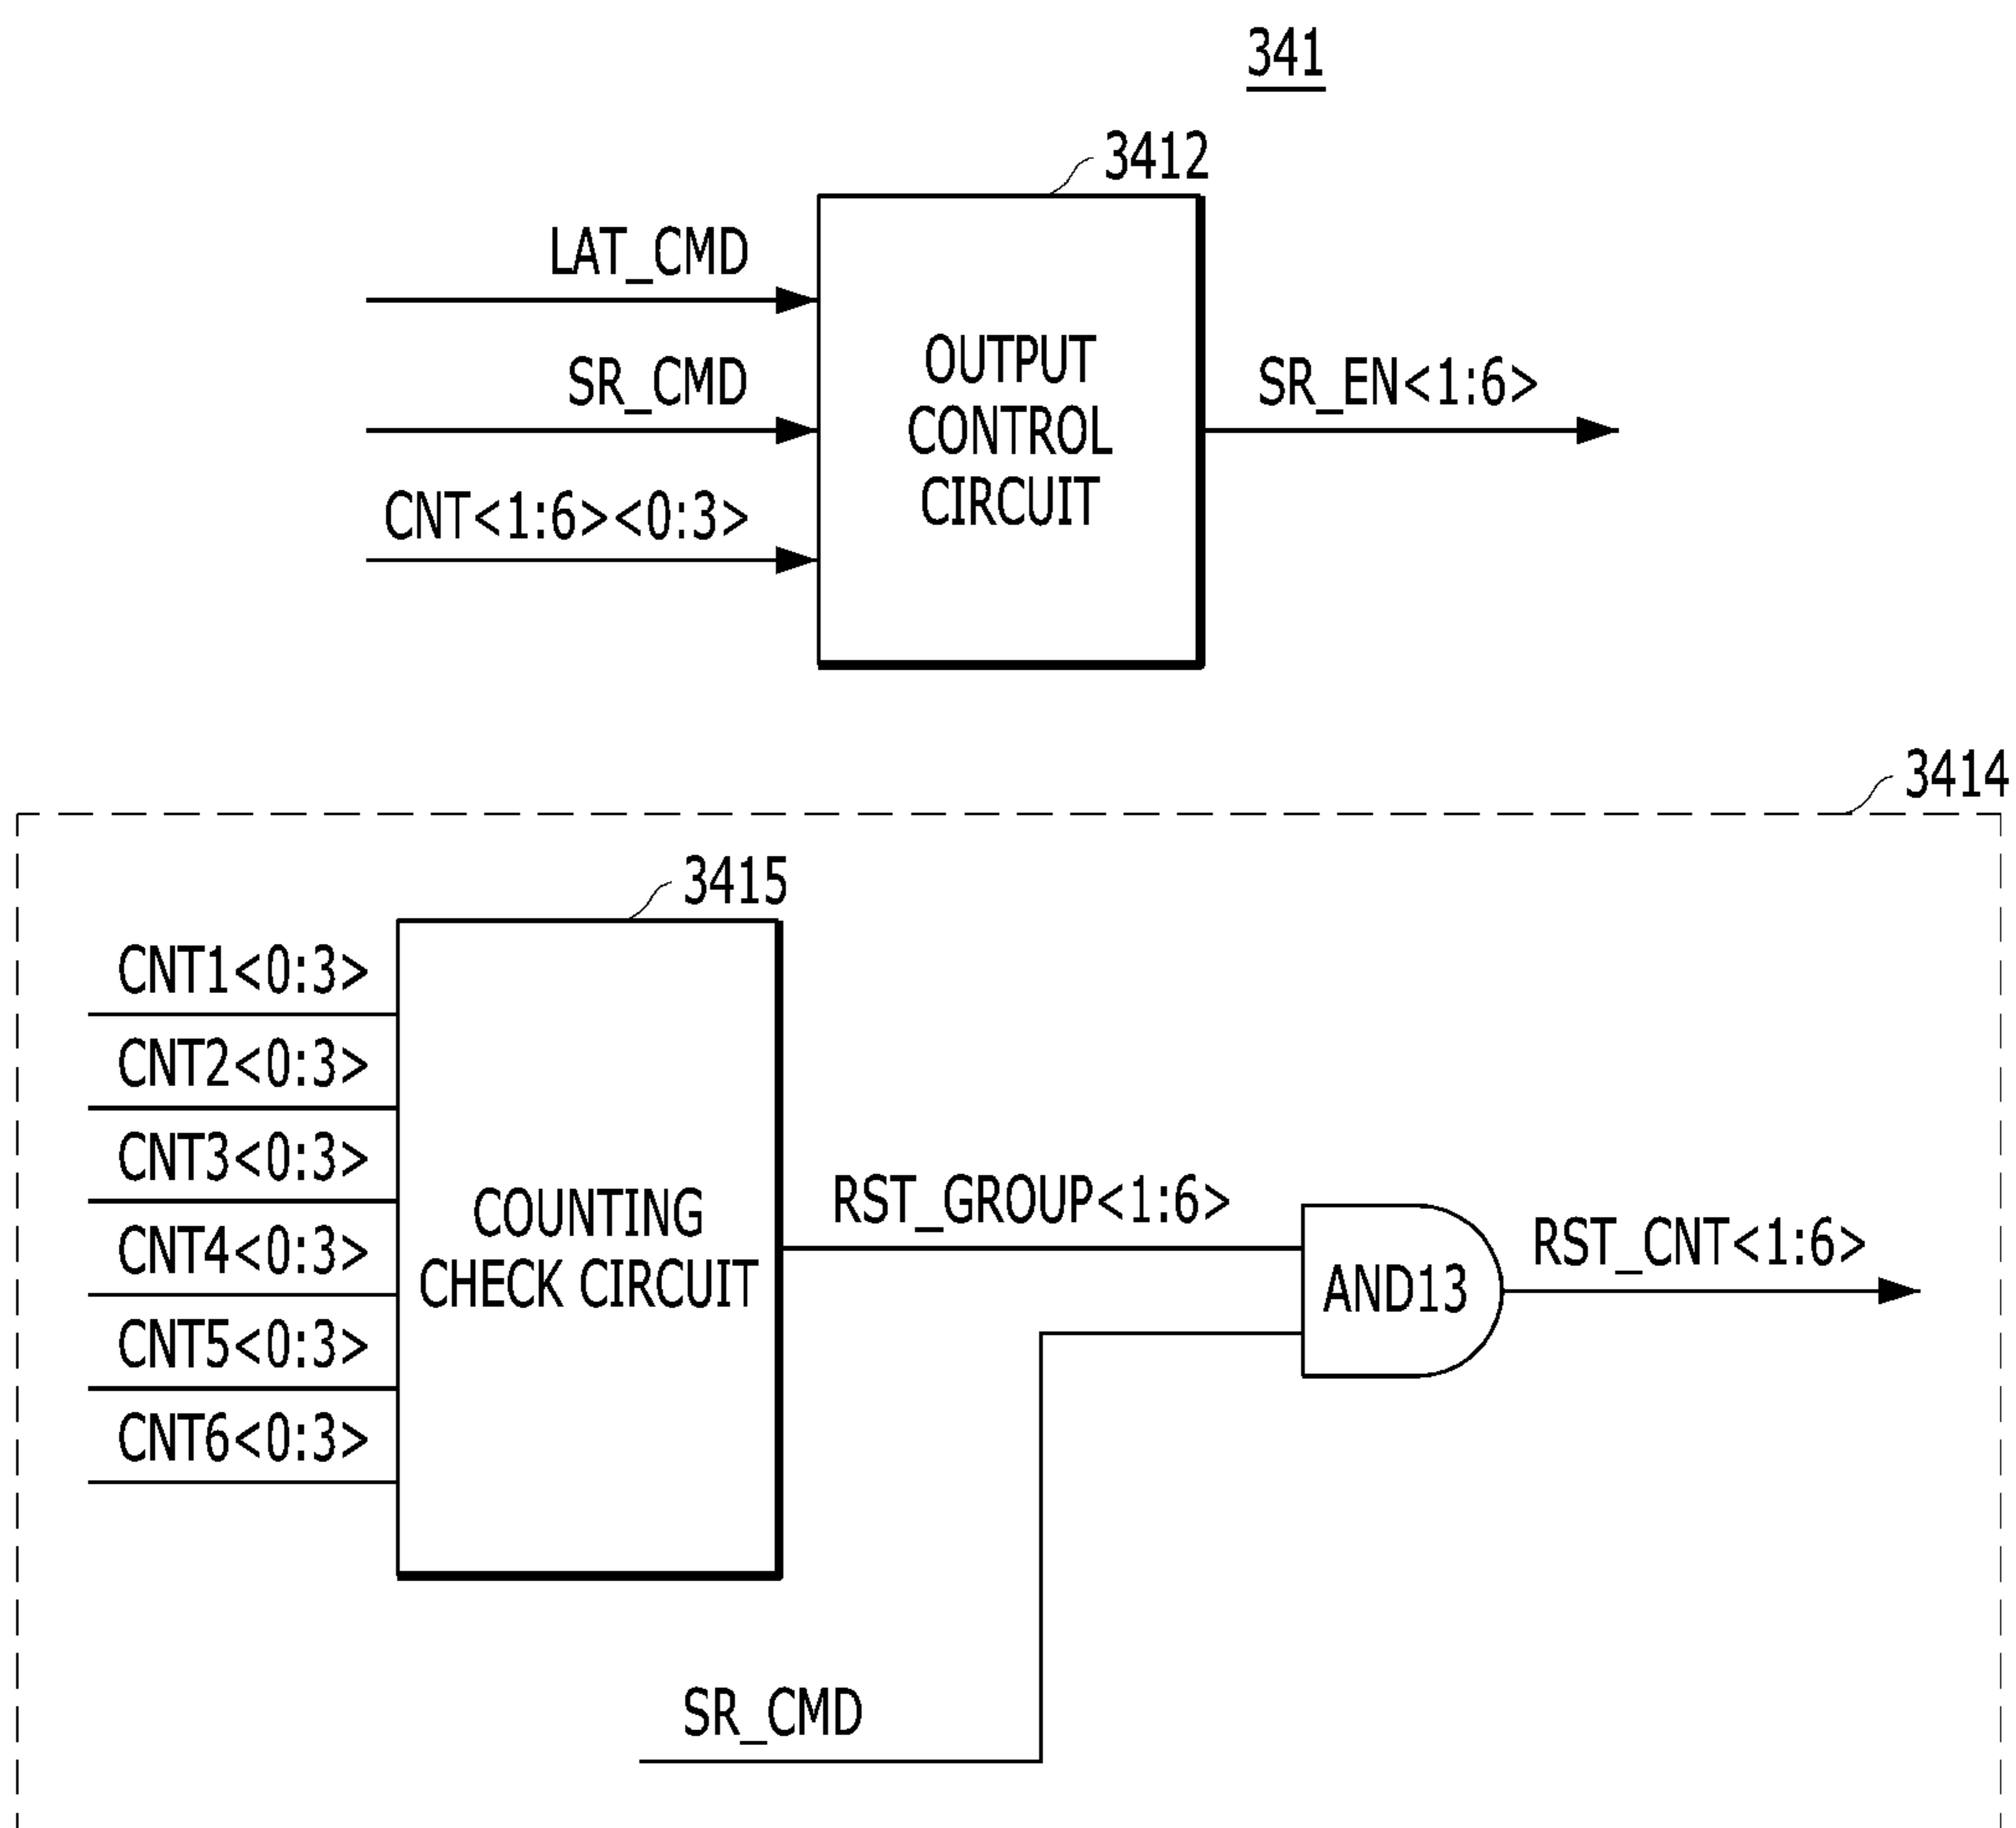 341
3412
LAT_CMD
SR_CMD
CNT<1:6><0:3>
OUTPUT
CONTROL
CIRCUIT
SR_EN<1:6>
3414
3415
CNT1<0:3>
CNT2<0:3>
CNT3<0:3>
CNT4<0:3>
CNT5<0:3>
CNT6<0:3>
COUNTING
CHECK CIRCUIT
RST_GROUP<1:6>
AND13
RST_CNT<1:6>
SR_CMD